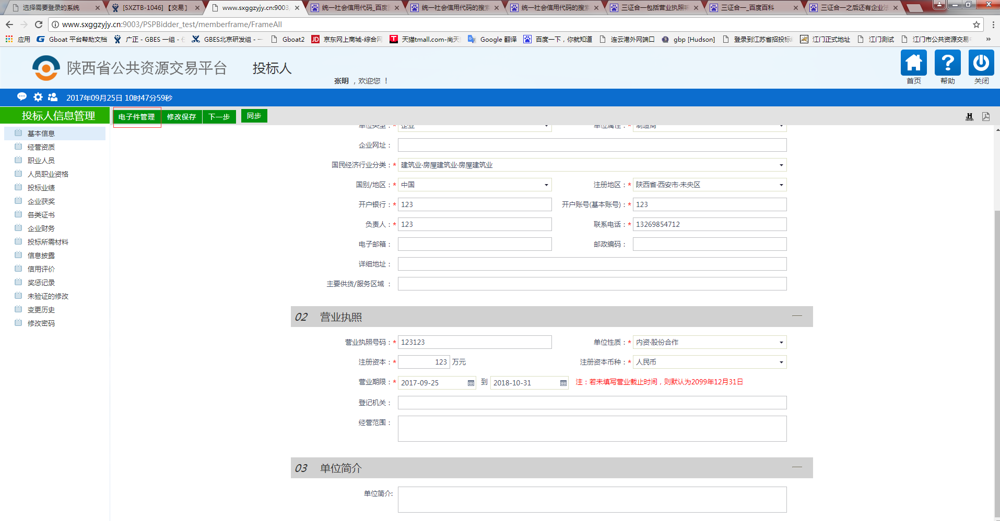 选择需要登录的系统
[SXZTB-1046] 【交易】
www.sxggzyjy.cn:9003
统一社会信用代码_百度
统一社会信用代码的搜
统一社会信用代码的搜
三证合一包括营业执照
三证合一_百度百科
三证合一之后还有企业
www.sxggzyjy.cn:9003/PSPBidder_test/memberframe/FrameAll
应用 Gboat 平台帮助文档 广正 - GBES 一组 - GBES北京研发组 - 一 Gboat2 京东网上商城-综合网 天猫tmall.com-尚天 Google 翻译 百度一下，你就知道 连云港外网端口 gbp [Hudson] 登录到江苏省招投标 江门正式地址 江门测试 江门市公共资源交易 »
陕西省公共资源交易平台 投标人
张明 ，欢迎您 ！
首页 帮助 关闭
2017年09月25日 10时47分59秒
投标人信息管理
电子件管理 修改保存 下一步 同步
基本信息
经营资质
职业人员
人员职业资格
投标业绩
企业获奖
各类证书
企业财务
投标所需材料
信息披露
信用评价
奖惩记录
未验证的修改
变更历史
修改密码
单位类型：* 企业 单位属性：* 制造商
企业网址：
国民经济行业分类：* 建筑业·房屋建筑业·房屋建筑业
国别/地区：* 中国 注册地区：* 陕西省·西安市·未央区
开户银行：* 123 开户账号(基本账号)：* 123
负责人：* 123 联系电话：* 13269854712
电子邮箱： 邮政编码：
详细地址：
主要供货/服务区域 ：
02 营业执照
营业执照号码：* 123123 单位性质：* 内资·股份合作
注册资本：* 123 万元 注册资本币种：* 人民币
营业期限：* 2017-09-25 到 2018-10-31 注：若未填写营业截止时间，则默认为2099年12月31日
登记机关：
经营范围：
03 单位简介
单位简介: